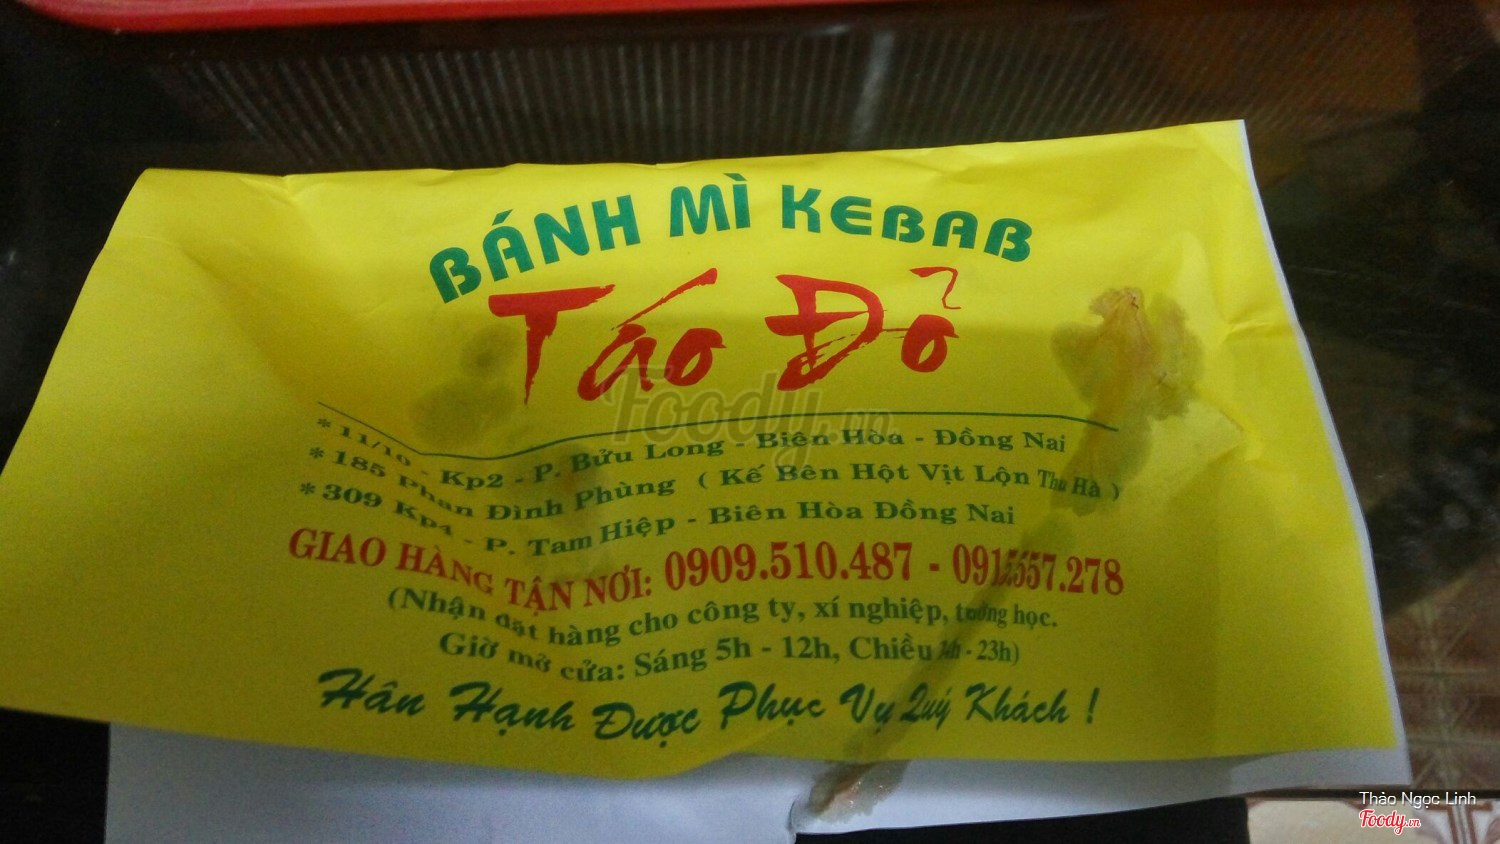 BÁNH MÌ KEBAB
Táo Đỏ
* 11/10 - Kp2 - P. Bửu Long - Biên Hòa - Đồng Nai
* 185 Phan Đình Phùng ( Kế Bên Hột Vịt Lộn Thu Hà )
* 309 Kp4 - P. Tam Hiệp - Biên Hòa Đồng Nai
GIAO HÀNG TẬN NƠI: 0909.510.487 -
(Nhận đặt hàng cho công ty, xí nghiệp, trường học.
Giờ mở cửa: Sáng 5h - 12h, Chiều - 23h)
Hân Hạnh Được Phục Vụ Quý Khách !
Foody.vn
Thảo Ngọc Linh
Foody.vn